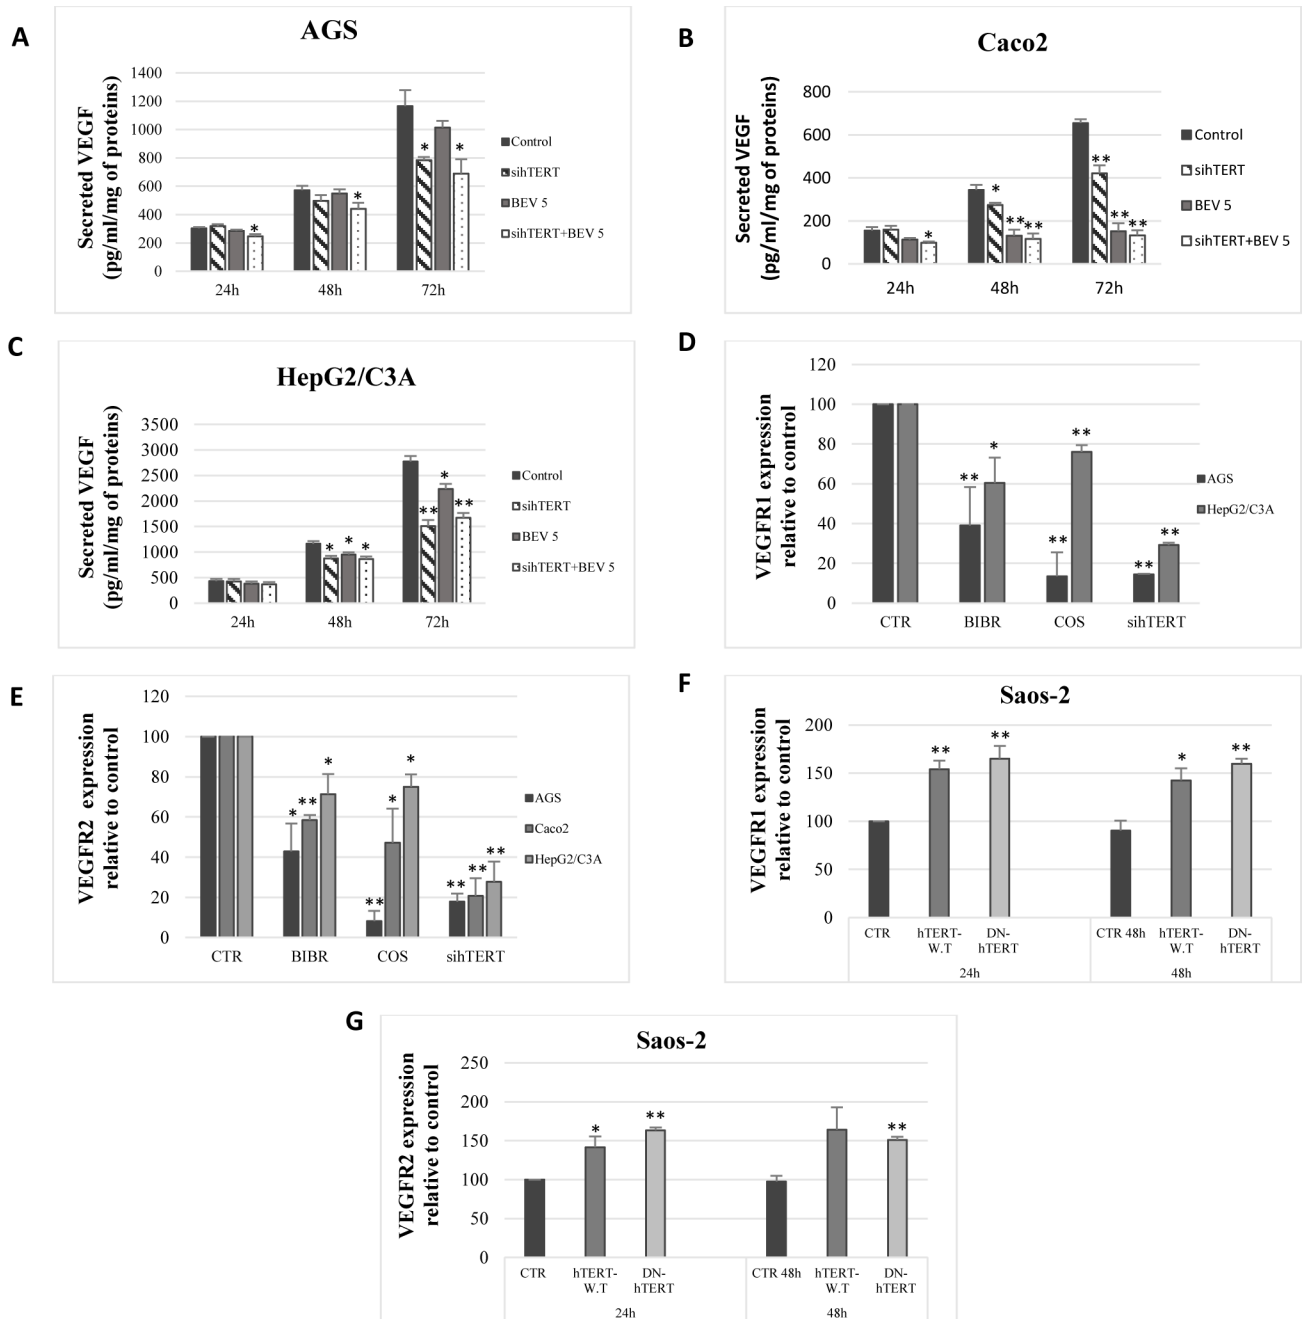 A
AGS
Secreted VEGF
(pg/ml/mg of proteins)
1400
1200
1000
800
600
400
200
0
*
*
*
*
24h
48h
72h
Control
sihTERT
BEV 5
sihTERT+BEV 5
B
Caco2
Secreted VEGF
(pg/ml/mg of proteins)
800
600
400
200
0
*
*
**
**
**
**
**
24h
48h
72h
Control
sihTERT
BEV 5
sihTERT+BEV 5
C
HepG2/C3A
Secreted VEGF
(pg/ml/mg of proteins)
3500
3000
2500
2000
1500
1000
500
0
*
*
*
**
*
**
24h
48h
72h
Control
sihTERT
BEV 5
sihTERT+BEV 5
D
VEGFR1 expression
relative to control
120
100
80
60
40
20
0
**
*
**
**
**
**
CTR
BIBR
COS
sihTERT
AGS
HepG2/C3A
E
VEGFR2 expression
relative to control
120
100
80
60
40
20
0
*
**
*
**
*
*
**
**
**
CTR
BIBR
COS
sihTERT
AGS
Caco2
HepG2/C3A
F
Saos-2
VEGFR1 expression
relative to control
200
150
100
50
0
**
**
*
**
CTR
hTERT-
W.T
DN-
hTERT
CTR 48h
hTERT-
W.T
DN-
hTERT
24h
48h
G
Saos-2
VEGFR2 expression
relative to control
250
200
150
100
50
0
*
**
**
CTR
hTERT-
W.T
DN-
hTERT
CTR 48h
hTERT-
W.T
DN-
hTERT
24h
48h